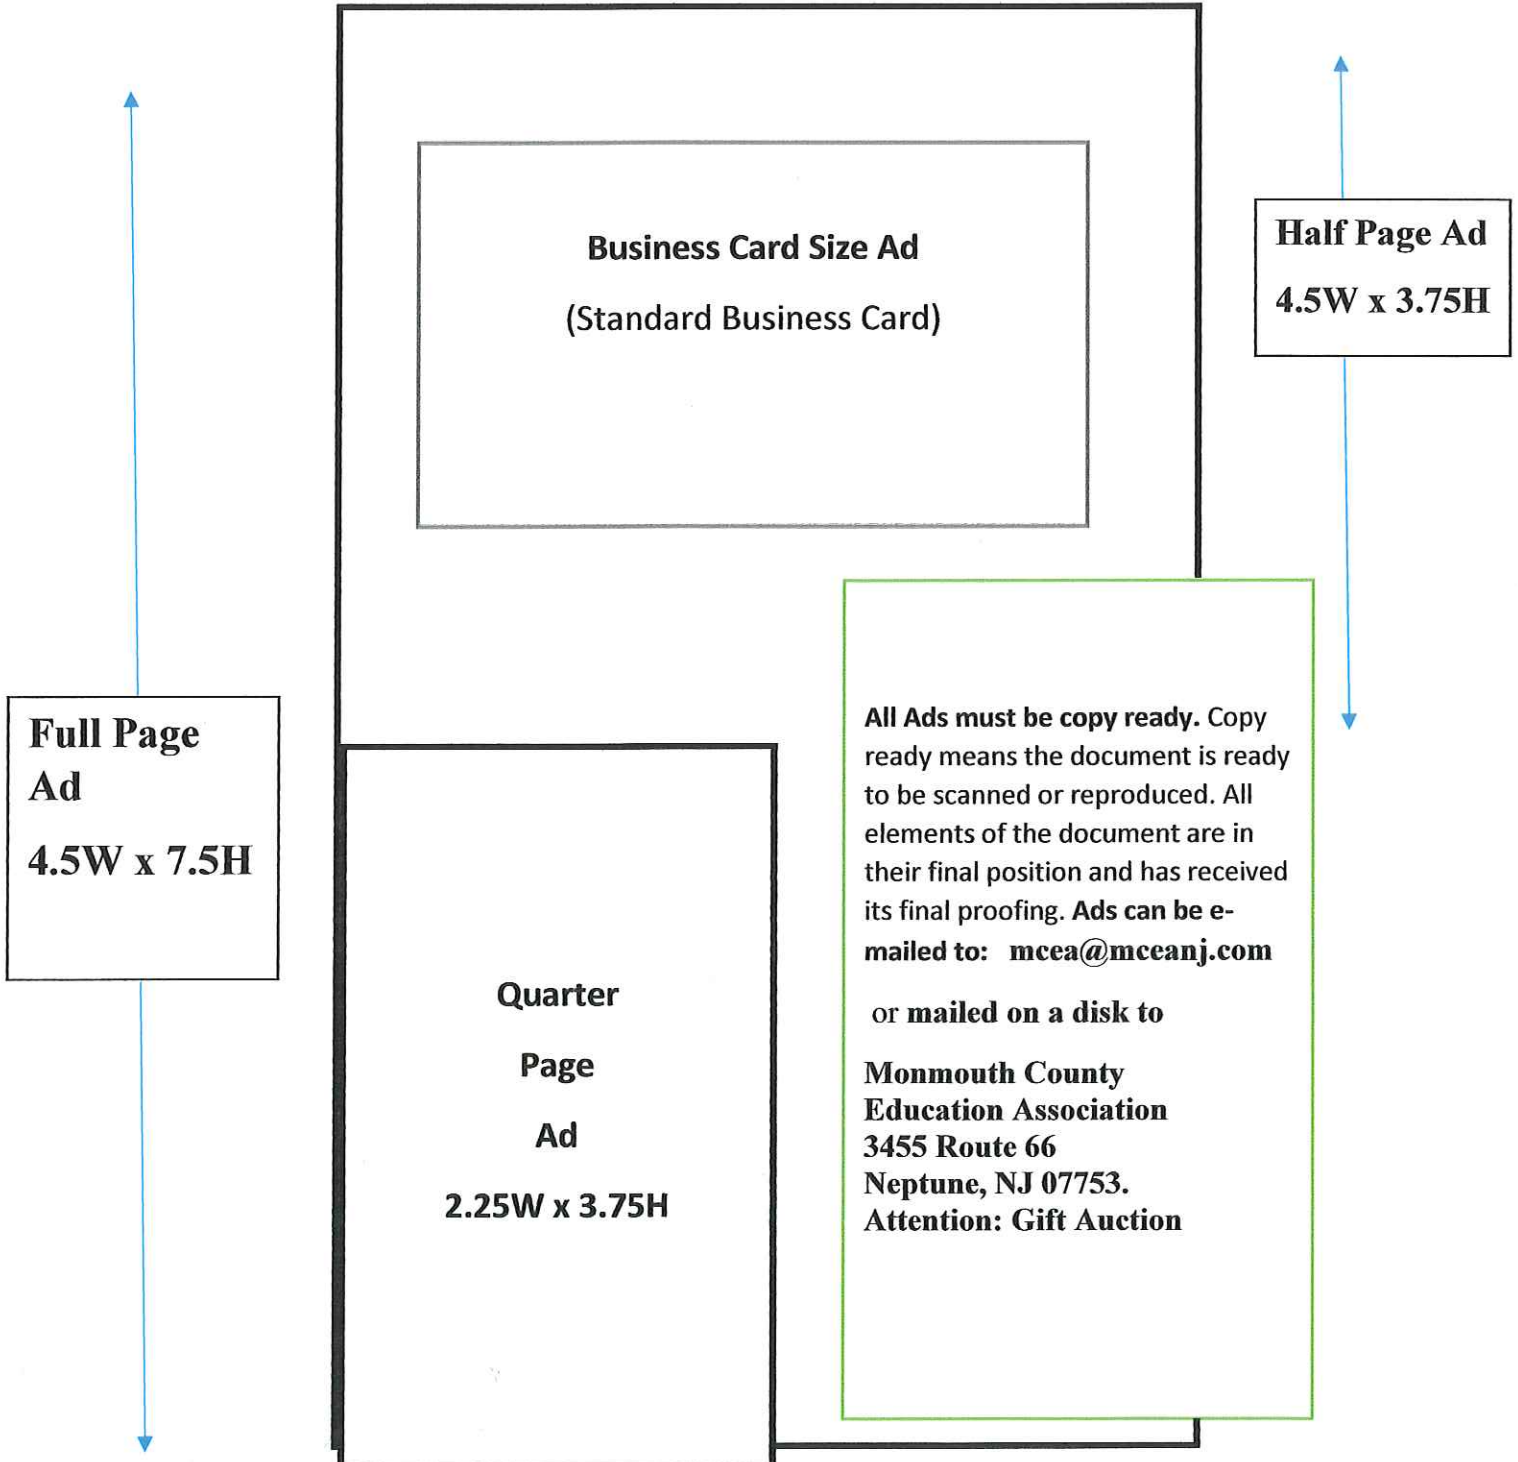 Business Card Size Ad
(Standard Business Card)
Half Page Ad
4.5W x 3.75H
Full Page
Ad
4.5W x 7.5H
Quarter
Page
Ad
2.25W x 3.75H
All Ads must be copy ready. Copy
ready means the document is ready
to be scanned or reproduced. All
elements of the document are in
their final position and has received
its final proofing. Ads can be e-
mailed to: mcea@mceanj.com
or mailed on a disk to
Monmouth County
Education Association
3455 Route 66
Neptune, NJ 07753.
Attention: Gift Auction